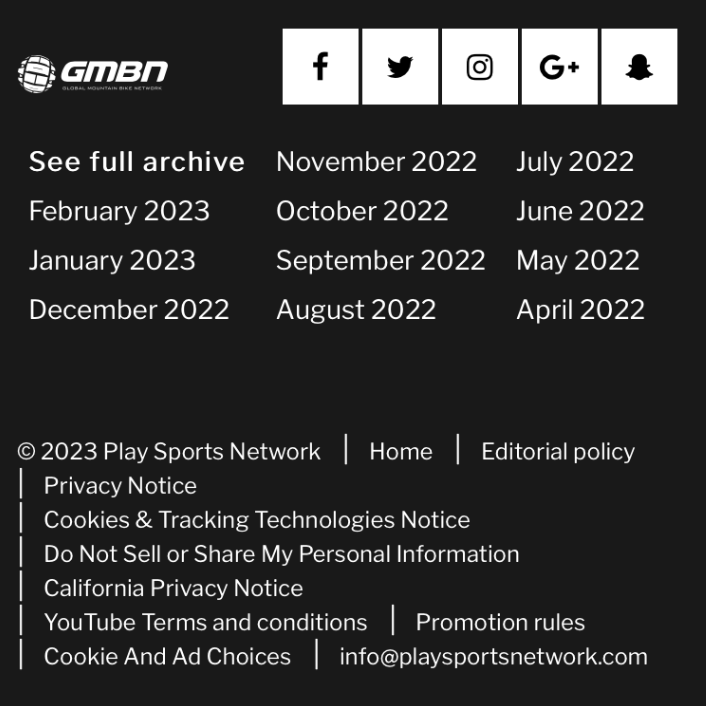 GMBN
GLOBAL MOUNTAIN BIKE NETWORK
See full archive
February 2023
January 2023
December 2022
November 2022
October 2022
September 2022
August 2022
July 2022
June 2022
May 2022
April 2022
© 2023 Play Sports Network | Home | Editorial policy
| Privacy Notice
| Cookies & Tracking Technologies Notice
| Do Not Sell or Share My Personal Information
| California Privacy Notice
| YouTube Terms and conditions | Promotion rules
| Cookie And Ad Choices | info@playsportsnetwork.com